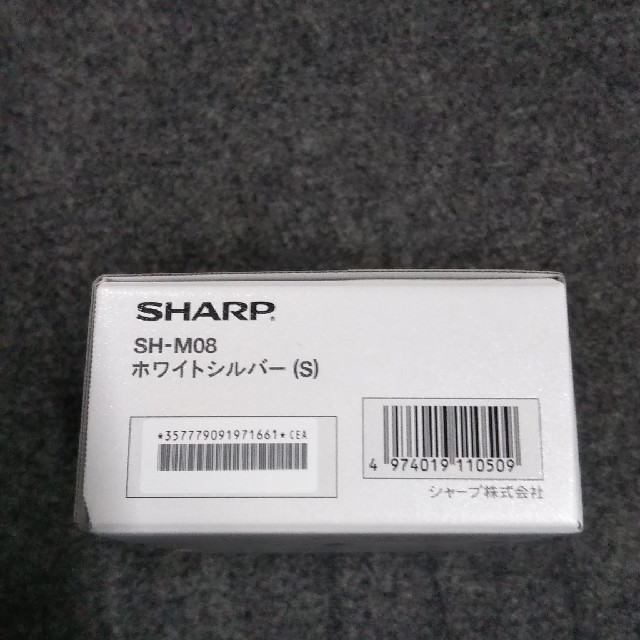 SHARP
SH-M08
ホワイトシルバー (S)
*357779091971661* CEA
4 974019 110509
シャープ株式会社